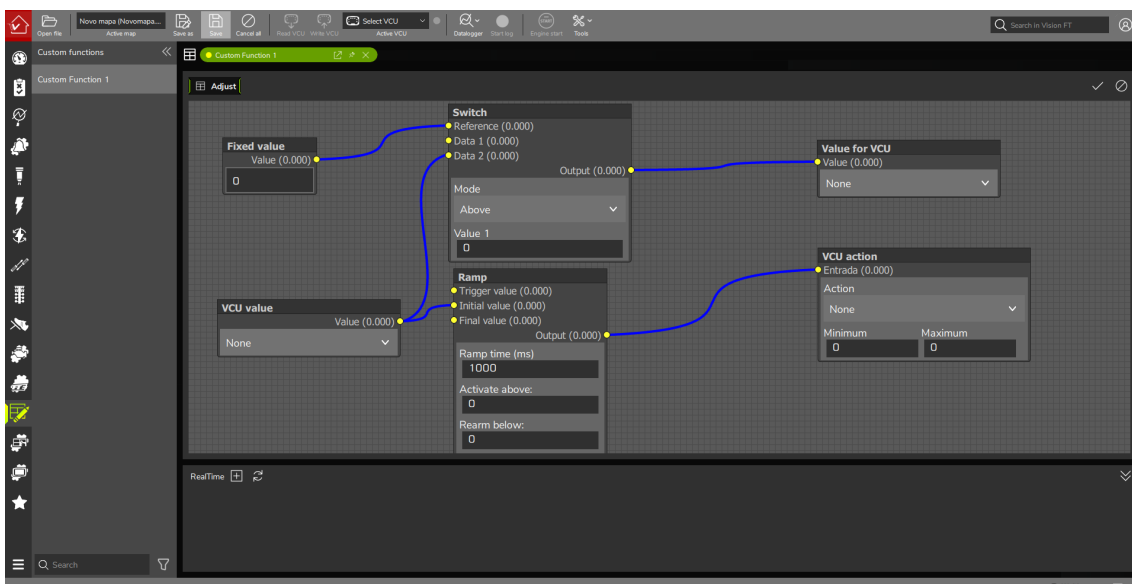 Novo mapa (Novomapa...
Select VCU
Search in Vision FT
Open file
Active map
Save as
Save
Cancel all
Read VCU
Write VCU
Active VCU
Datalogger
Start log
Engine start
Tools
START
Custom functions
Custom Function 1
Custom Function 1
Adjust
Fixed value
Value (0.000)
0
VCU value
Value (0.000)
None
Switch
Reference (0.000)
Data 1 (0.000)
Data 2 (0.000)
Output (0.000)
Mode
Above
Value 1
0
Ramp
Trigger value (0.000)
Initial value (0.000)
Final value (0.000)
Output (0.000)
Ramp time (ms)
1000
Activate above:
0
Rearm below:
0
Value for VCU
Value (0.000)
None
VCU action
Entrada (0.000)
Action
None
Minimum Maximum
0 0
RealTime
Search